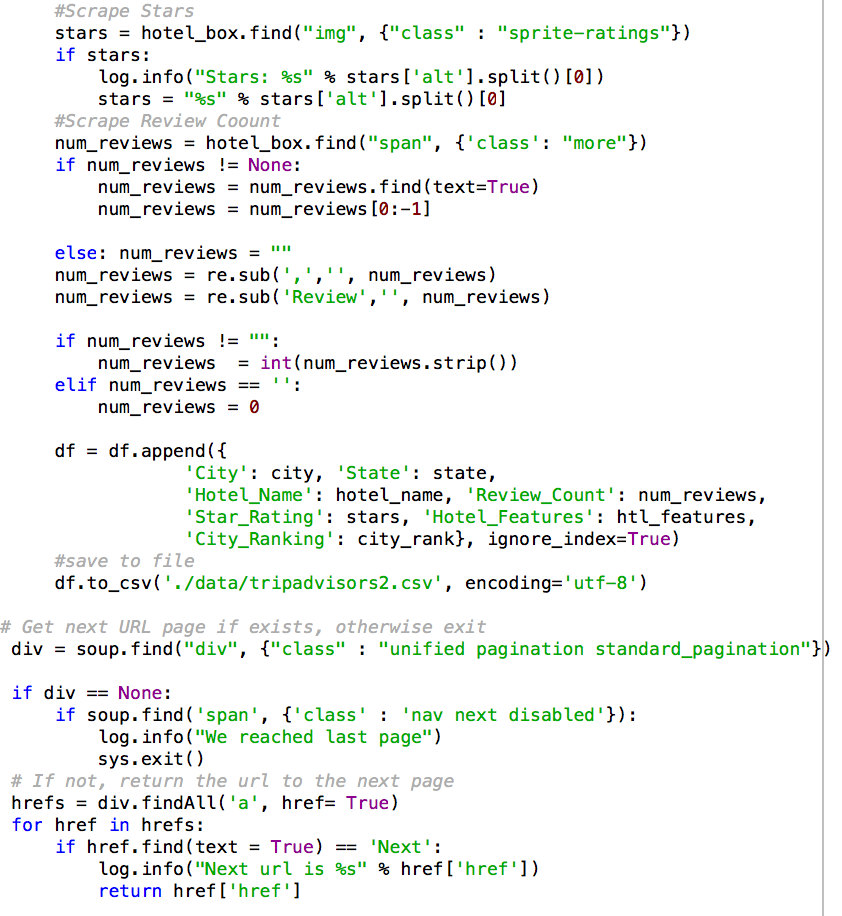 #Scrape Stars
stars = hotel_box.find("img", {"class" : "sprite-ratings"})
if stars:
log.info("Stars: %s" % stars['alt'].split()[0])
stars = "%s" % stars['alt'].split()[0]
#Scrape Review Coount
num_reviews = hotel_box.find("span", {'class': "more"})
if num_reviews != None:
num_reviews = num_reviews.find(text=True)
num_reviews = num_reviews[0:-1]
else: num_reviews = ""
num_reviews = re.sub(',','', num_reviews)
num_reviews = re.sub('Review','', num_reviews)
if num_reviews != "":
num_reviews  = int(num_reviews.strip())
elif num_reviews == '':
num_reviews = 0
df = df.append({
'City': city, 'State': state,
'Hotel_Name': hotel_name, 'Review_Count': num_reviews,
'Star_Rating': stars, 'Hotel_Features': htl_features,
'City_Ranking': city_rank}, ignore_index=True)
#save to file
df.to_csv('./data/tripadvisors2.csv', encoding='utf-8')
# Get next URL page if exists, otherwise exit
div = soup.find("div", {"class" : "unified pagination standard_pagination"})
if div == None:
if soup.find('span', {'class' : 'nav next disabled'}):
log.info("We reached last page")
sys.exit()
# If not, return the url to the next page
hrefs = div.findAll('a', href= True)
for href in hrefs:
if href.find(text = True) == 'Next':
log.info("Next url is %s" % href['href'])
return href['href']